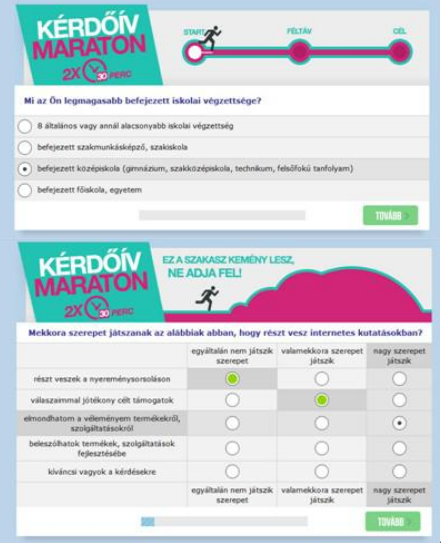 KÉRDŐÍV
MARATON
2X 30 PERC
START
FÉLTÁV
CÉL
Mi az Ön legmagasabb befejezett iskolai végzettsége?
8 általános vagy annál alacsonyabb iskolai végzettség
befejezett szakmunkásképző, szakiskola
befejezett középiskola (gimnázium, szakközépiskola, technikum, felsőfokú tanfolyam)
befejezett főiskola, egyetem
TOVÁBB >
KÉRDŐÍV
MARATON
2X 30 PERC
EZ A SZAKASZ KEMÉNY LESZ,
NE ADJA FEL!
Mekkora szerepet játszanak az alábbiak abban, hogy részt vesz internetes kutatásokban?
egyáltalán nem játszik szerepet
valamekkora szerepet játszik
nagy szerepet játszik
részt veszek a nyereménysorsoláson
válaszaimmal jótékony célt támogatok
elmondhatom a véleményem termékekről,
szolgáltatásokról
beleszólhatok termékek, szolgáltatások
fejlesztésébe
kíváncsi vagyok a kérdésekre
egyáltalán nem játszik szerepet
valamekkora szerepet játszik
nagy szerepet játszik
TOVÁBB >